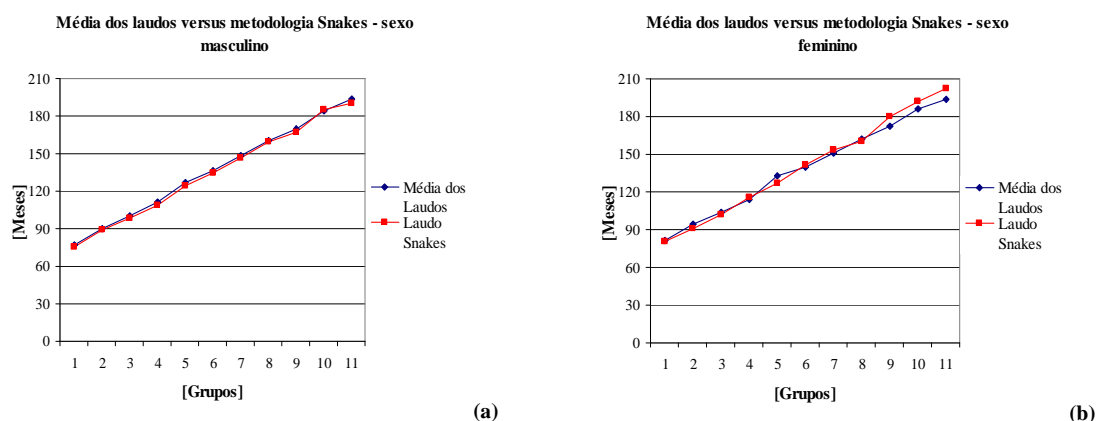 Média dos laudos versus metodologia Snakes - sexo
masculino
210
180
150
120
90
60
30
0
[Meses]
1 2 3 4 5 6 7 8 9 10 11
[Grupos]
Média dos
Laudos
Laudo
Snakes
(a)
Média dos laudos versus metodologia Snakes - sexo
feminino
210
180
150
120
90
60
30
0
[Meses]
1 2 3 4 5 6 7 8 9 10 11
[Grupos]
Média dos
Laudos
Laudo
Snakes
(b)